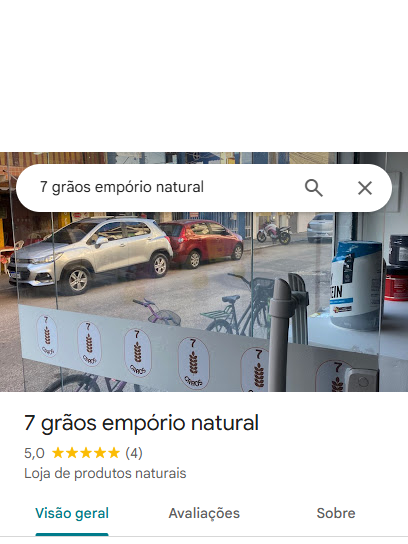 7 grãos empório natural
EIN
7
GRÃOS
7
GRÃOS
7
GRÃOS
7
GRÃOS
7
GRÃOS
7
7 grãos empório natural
5,0 (4)
Loja de produtos naturais
Visão geral Avaliações Sobre